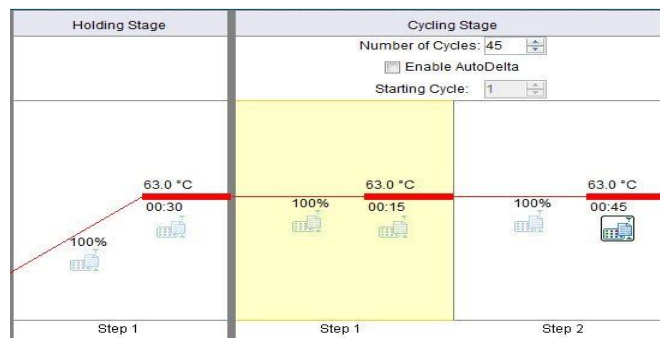 Holding Stage
Cycling Stage
Number of Cycles: 45
Enable AutoDelta
Starting Cycle: 1
63.0 °C
00:30
100%
63.0 °C
100%
00:15
63.0 °C
100%
00:45
Step 1
Step 1
Step 2